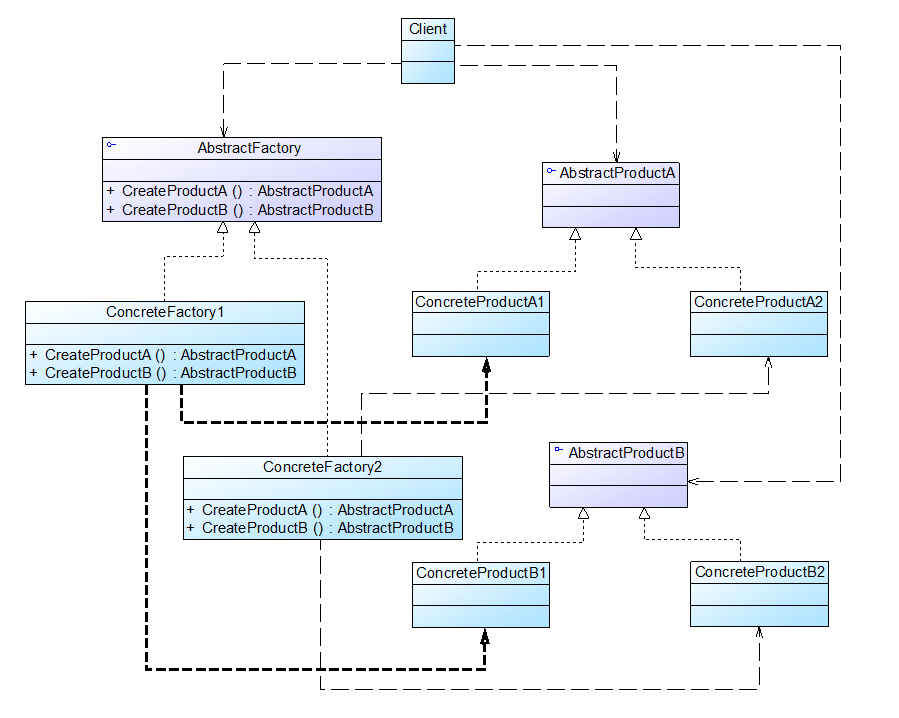 Client
AbstractFactory
+ CreateProductA () : AbstractProductA
+ CreateProductB () : AbstractProductB
AbstractProductA
ConcreteFactory1
+ CreateProductA () : AbstractProductA
+ CreateProductB () : AbstractProductB
ConcreteProductA1
ConcreteProductA2
ConcreteFactory2
+ CreateProductA () : AbstractProductA
+ CreateProductB () : AbstractProductB
AbstractProductB
ConcreteProductB1
ConcreteProductB2